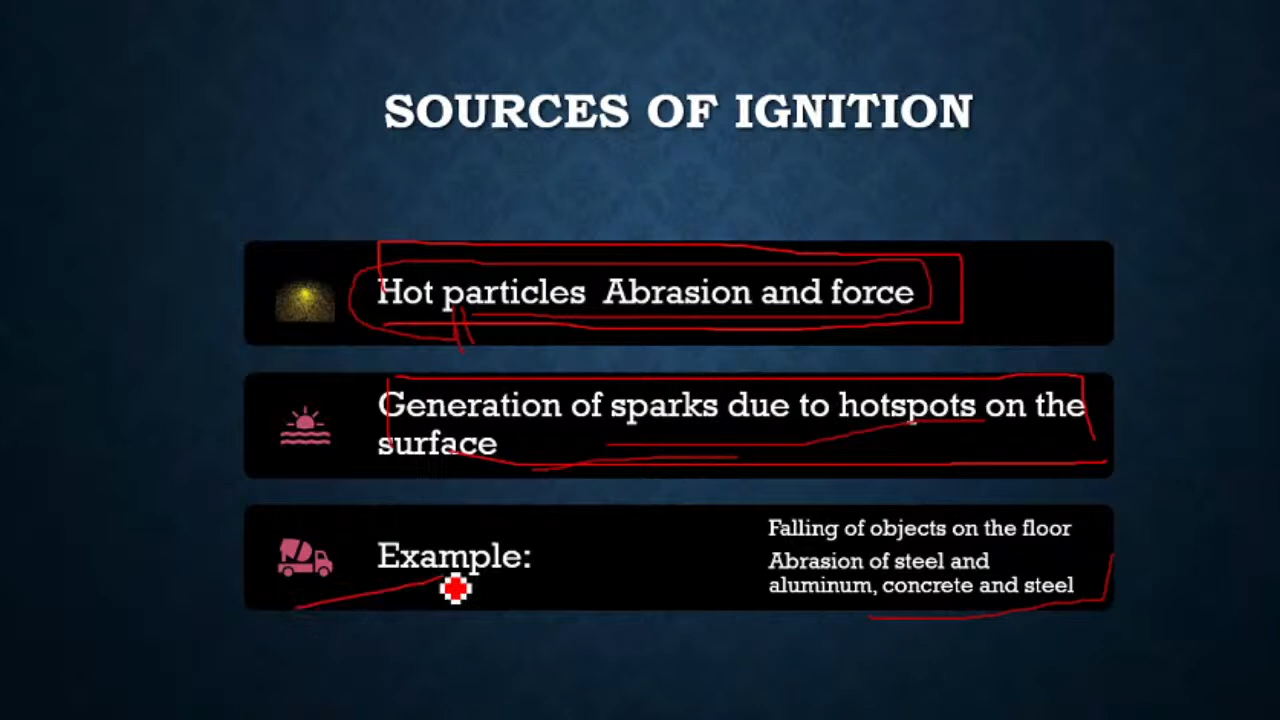 SOURCES OF IGNITION
Hot particles Abrasion and force
Generation of sparks due to hotspots on the
surface
Example:
Falling of objects on the floor
Abrasion of steel and
aluminum, concrete and steel